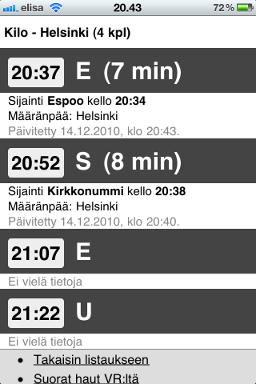 elisa 20.43 72 %
Kilo - Helsinki (4 kpl)
20:37 E (7 min)
Sijainti Espoo kello 20:34
Määränpää: Helsinki
Päivitetty 14.12.2010, klo 20:43.
20:52 S (8 min)
Sijainti Kirkkonummi kello 20:38
Määränpää: Helsinki
Päivitetty 14.12.2010, klo 20:40.
21:07 E
Ei vielä tietoja
21:22 U
Ei vielä tietoja
• Takaisin listaukseen
• Suorat haut VR:ltä